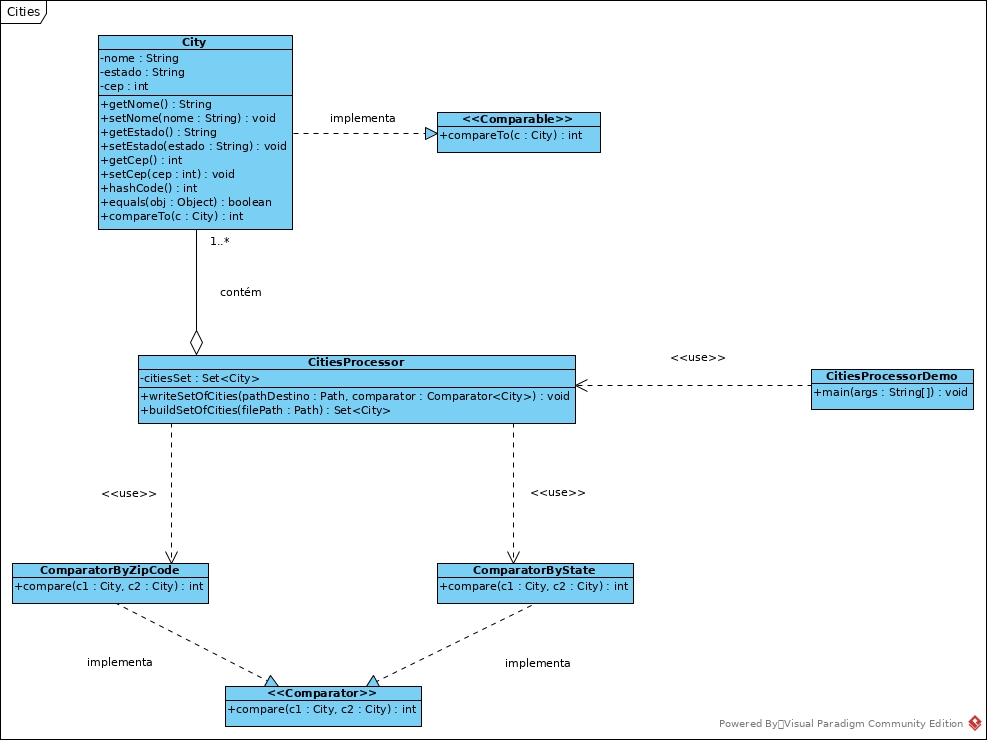 Cities
City
-nome : String
-estado : String
-cep : int
+getNome() : String
+setNome(nome : String) : void
+getEstado() : String
+setEstado(estado : String) : void
+getCep() : int
+setCep(cep : int) : void
+hashCode() : int
+equals(obj : Object) : boolean
+compareTo(c : City) : int
implementa
<<Comparable>>
+compareTo(c : City) : int
1..*
contém
CitiesProcessor
-citiesSet : Set<City>
+writeSetOfCities(pathDestino : Path, comparator : Comparator<City>) : void
+buildSetOfCities(filePath : Path) : Set<City>
<<use>>
CitiesProcessorDemo
+main(args : String[]) : void
<<use>>
<<use>>
ComparatorByZipCode
+compare(c1 : City, c2 : City) : int
ComparatorByState
+compare(c1 : City, c2 : City) : int
implementa
implementa
<<Comparator>>
+compare(c1 : City, c2 : City) : int
Powered By Visual Paradigm Community Edition